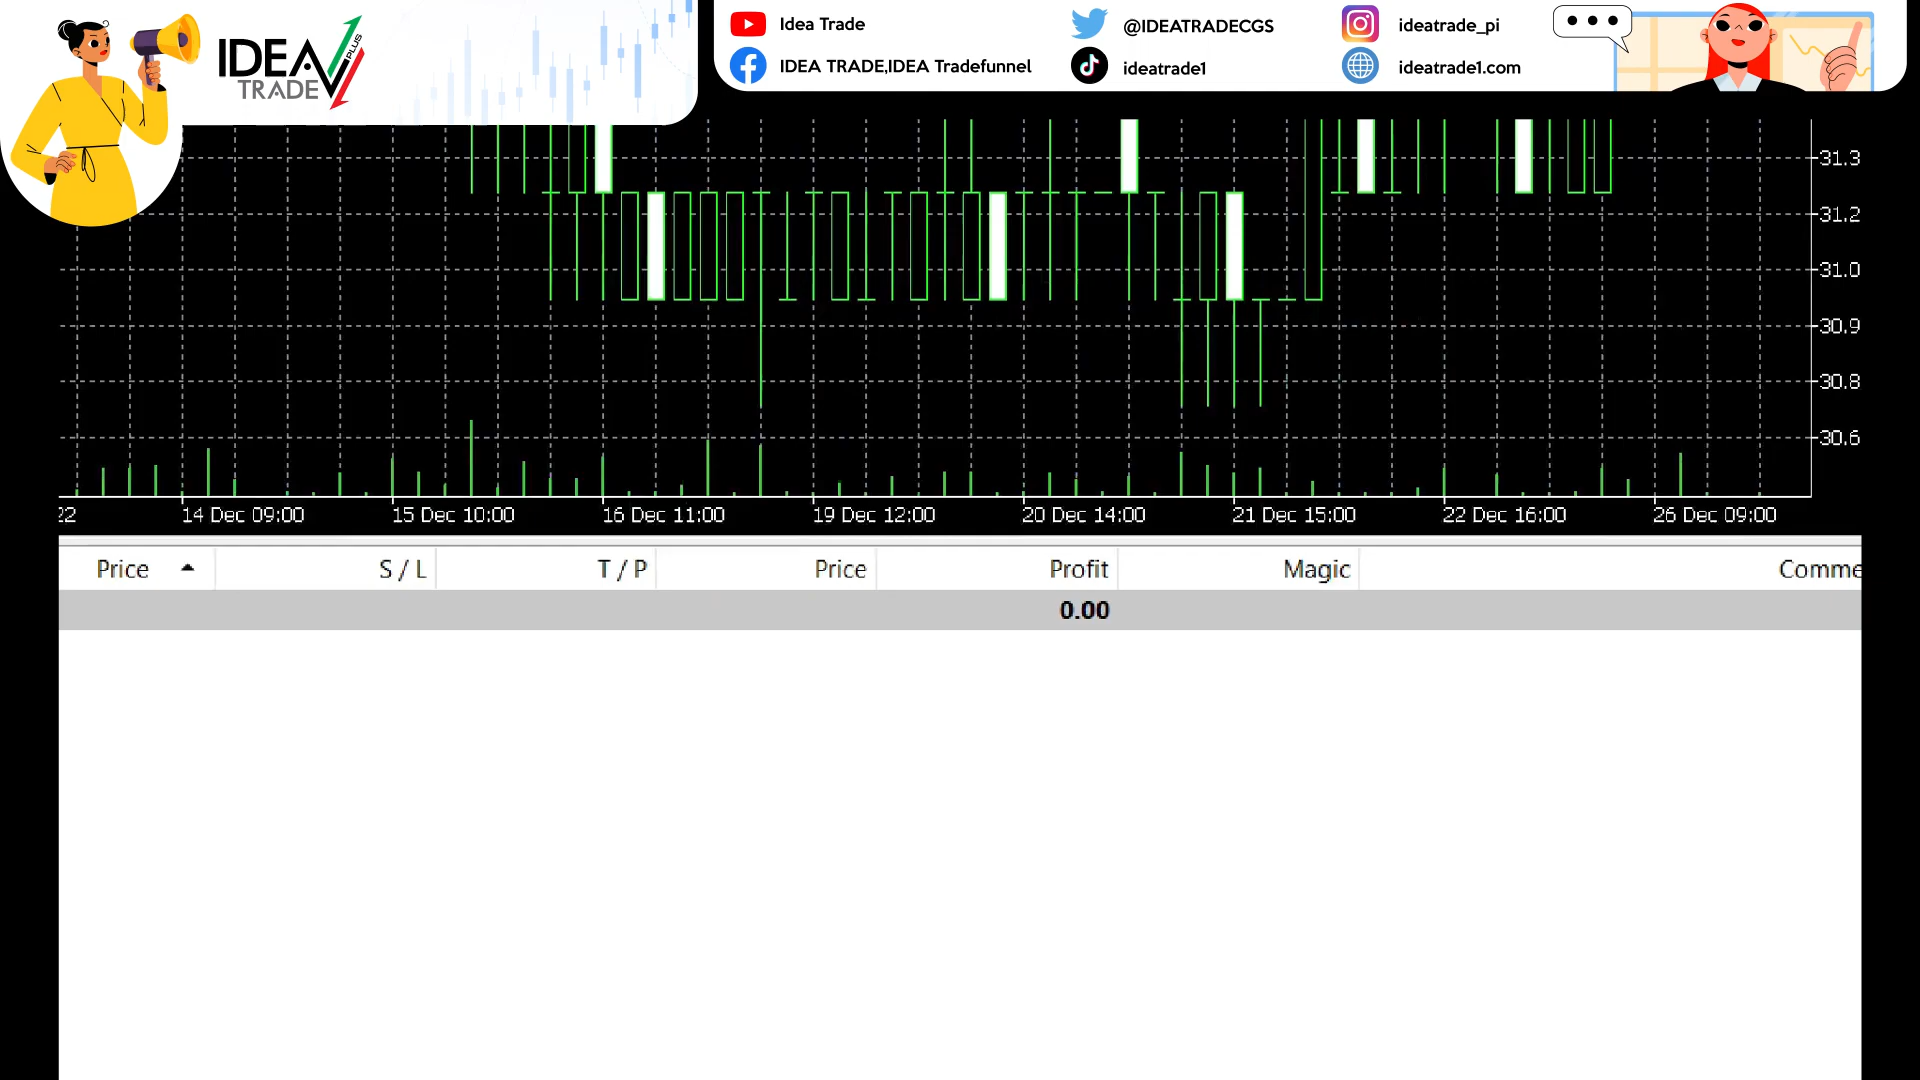 IDEA
TRADE
PLUS
Idea Trade
@IDEATRADECGS
ideatrade_pi
IDEA TRADE,IDEA Tradefunnel
ideatrade1
ideatrade1.com
31.3
31.2
31.0
30.9
30.8
30.6
22 14 Dec 09:00 15 Dec 10:00 16 Dec 11:00 19 Dec 12:00 20 Dec 14:00 21 Dec 15:00 22 Dec 16:00 26 Dec 09:00
Price S / L T / P Price Profit Magic Comme
0.00